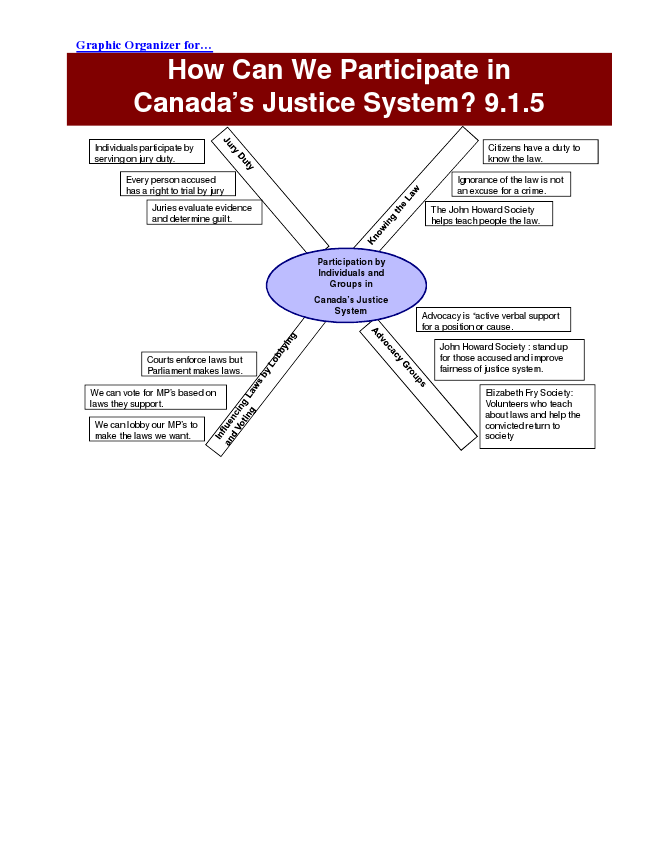 Graphic Organizer for…
How Can We Participate in
Canada's Justice System? 9.1.5
Jury Duty
Individuals participate by
serving on jury duty.
Every person accused
has a right to trial by jury
Juries evaluate evidence
and determine guilt.
Knowing the Law
Citizens have a duty to
know the law.
Ignorance of the law is not
an excuse for a crime.
The John Howard Society
helps teach people the law.
Participation by
Individuals and
Groups in
Canada's Justice
System
Influencing Laws by Lobbying
and Voting
Courts enforce laws but
Parliament makes laws.
We can vote for MP's based on
laws they support.
We can lobby our MP's to
make the laws we want.
Advocacy Groups
Advocacy is "active verbal support
for a position or cause.
John Howard Society : stand up
for those accused and improve
fairness of justice system.
Elizabeth Fry Society:
Volunteers who teach
about laws and help the
convicted return to
society